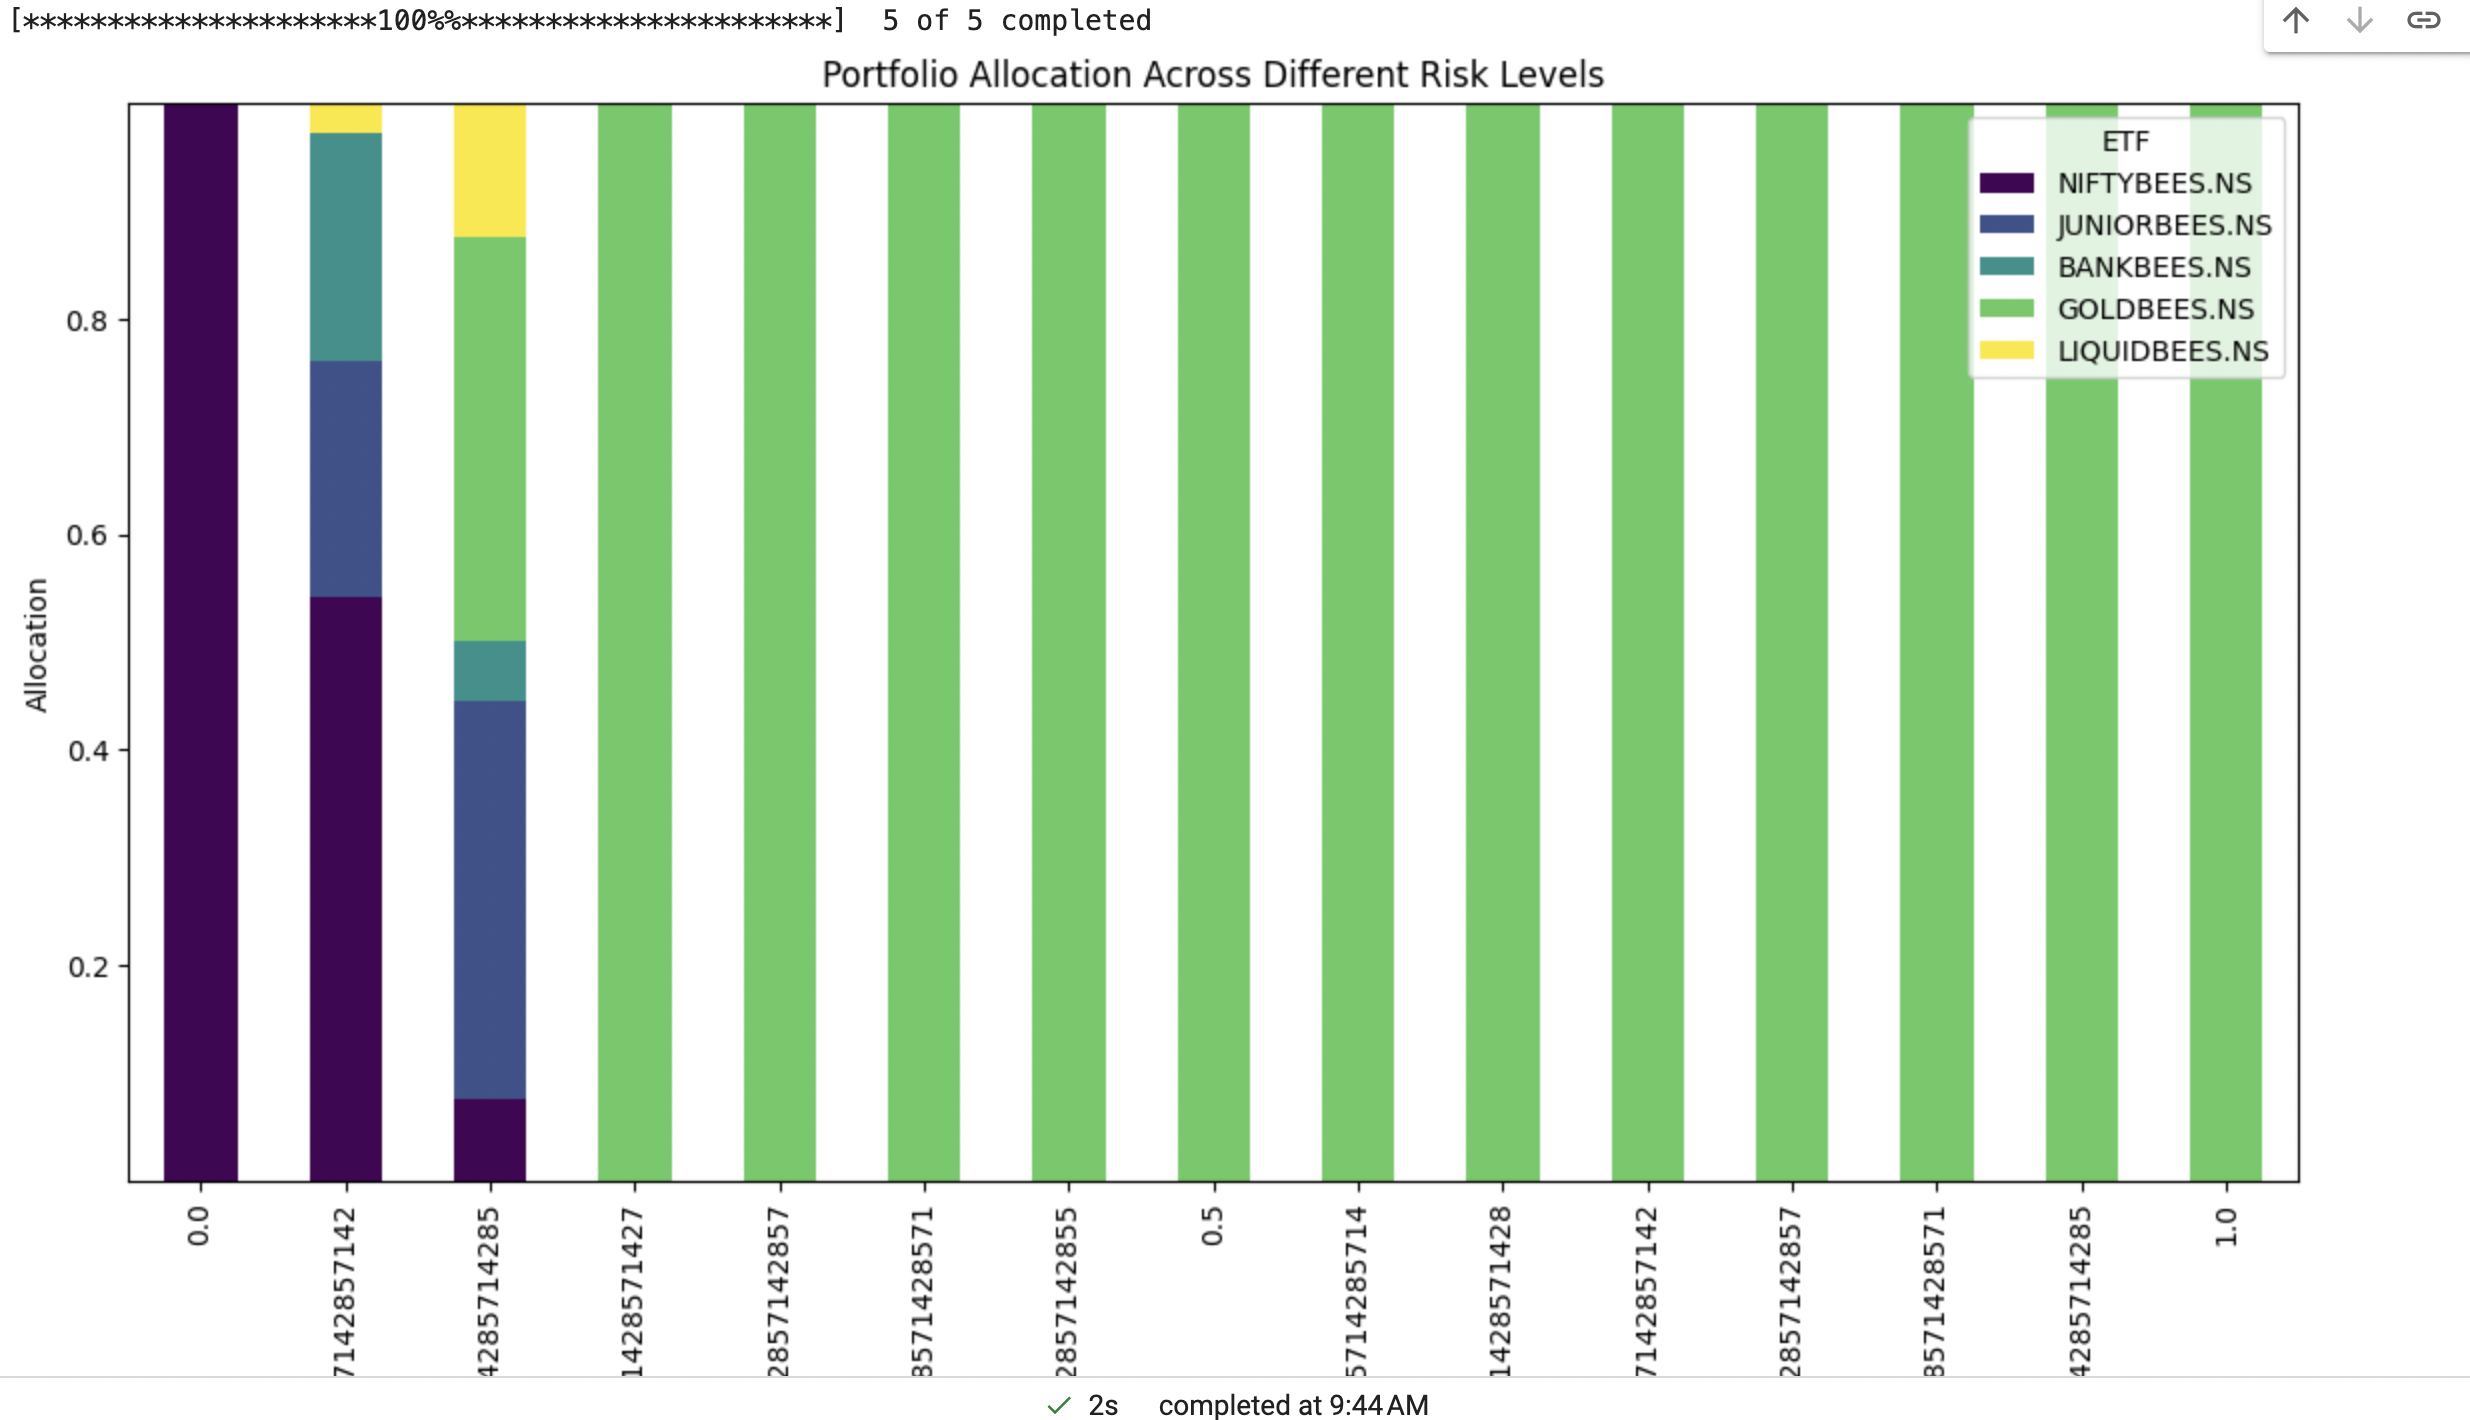 [*********************100%%**********************]  5 of 5 completed
Portfolio Allocation Across Different Risk Levels
ETF
NIFTYBEES.NS
JUNIORBEES.NS
BANKBEES.NS
GOLDBEES.NS
LIQUIDBEES.NS
0.8
0.6
0.4
0.2
Allocation
0.0
7142857142
4285714285
1428571427
2857142857
8571428571
2857142855
0.5
5714285714
1428571428
7142857142
2857142857
8571428571
4285714285
1.0
2s completed at 9:44 AM